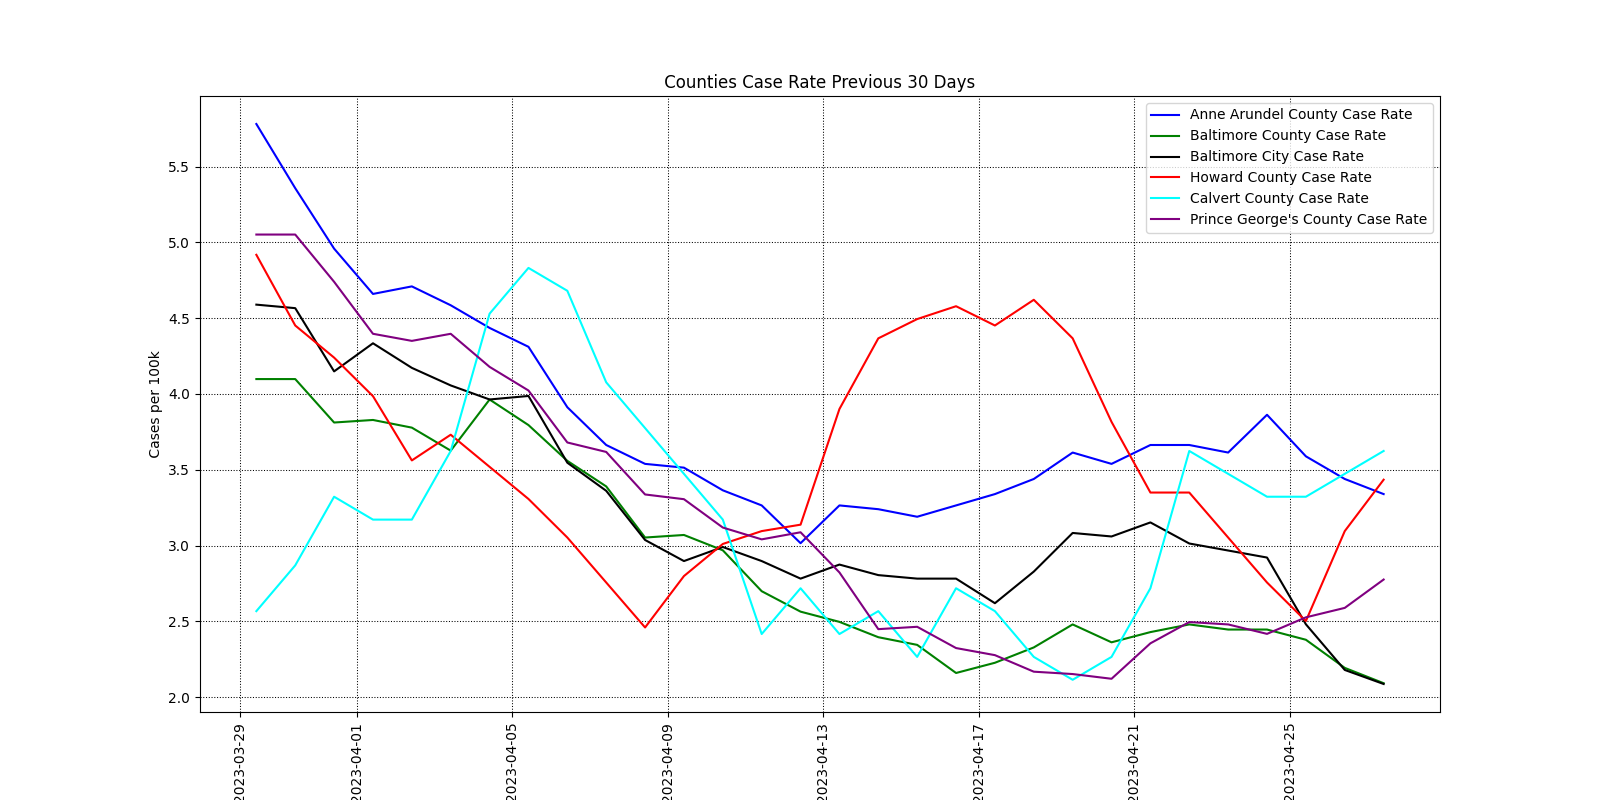 Counties Case Rate Previous 30 Days
Anne Arundel County Case Rate
Baltimore County Case Rate
Baltimore City Case Rate
Howard County Case Rate
Calvert County Case Rate
Prince George's County Case Rate
Cases per 100k
5.5
5.0
4.5
4.0
3.5
3.0
2.5
2.0
2023-03-29
2023-04-01
2023-04-05
2023-04-09
2023-04-13
2023-04-17
2023-04-21
2023-04-25